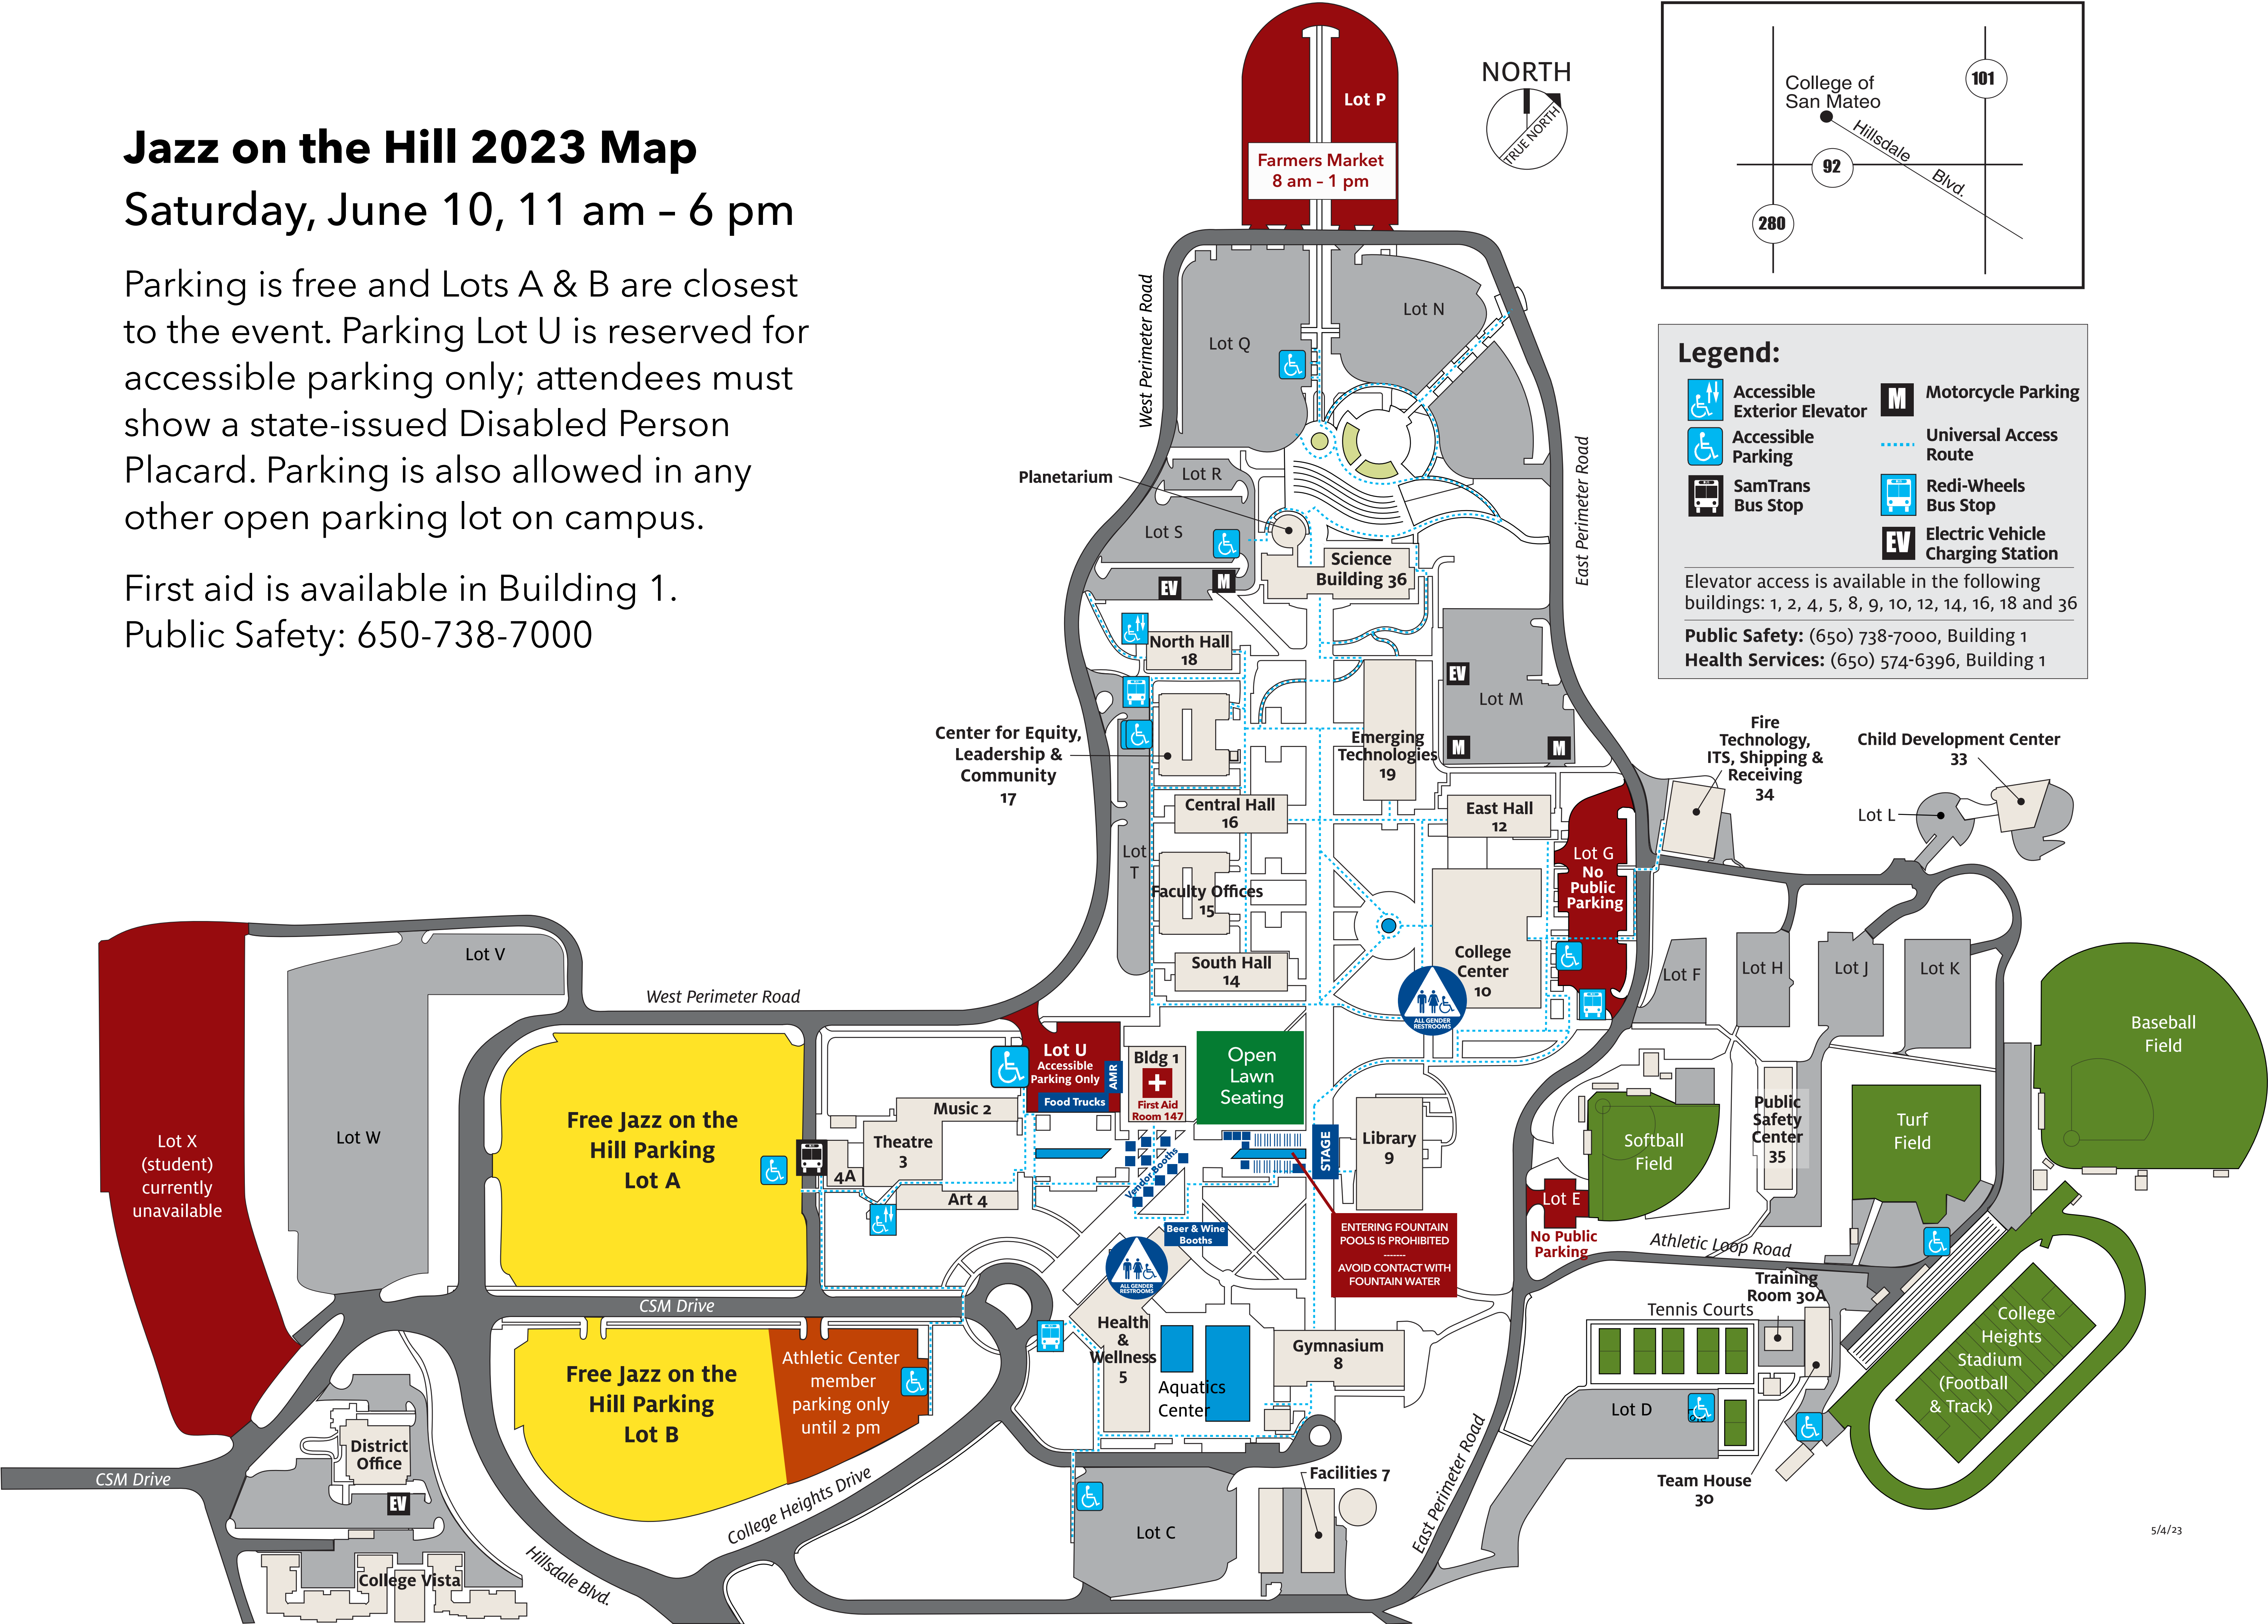 Jazz on the Hill 2023 Map
Saturday, June 10, 11 am – 6 pm
Parking is free and Lots A & B are closest
to the event. Parking Lot U is reserved for
accessible parking only; attendees must
show a state-issued Disabled Person
Placard. Parking is also allowed in any
other open parking lot on campus.
First aid is available in Building 1.
Public Safety: 650-738-7000
Lot P
Farmers Market
8 am – 1 pm
NORTH
TRUE NORTH
College of
San Mateo
Hillsdale
Blvd.
101
92
280
Legend:
Accessible
Exterior Elevator
Accessible
Parking
SamTrans
Bus Stop
M
Motorcycle Parking
Universal Access
Route
Redi-Wheels
Bus Stop
EV
Electric Vehicle
Charging Station
Elevator access is available in the following
buildings: 1, 2, 4, 5, 8, 9, 10, 12, 14, 16, 18 and 36
Public Safety: (650) 738-7000, Building 1
Health Services: (650) 574-6396, Building 1
West Perimeter Road
East Perimeter Road
Lot N
Lot Q
Lot R
Planetarium
Lot S
EV
M
Science
Building 36
North Hall
18
Center for Equity,
Leadership &
Community
17
Emerging
Technologies
19
EV
Lot M
M
M
Central Hall
16
East Hall
12
Lot
T
Faculty Offices
15
South Hall
14
College
Center
10
ALL GENDER
RESTROOMS
Lot G
No
Public
Parking
Fire
Technology,
ITS, Shipping &
Receiving
34
Child Development Center
33
Lot L
Lot F
Lot H
Lot J
Lot K
Baseball
Field
Lot V
West Perimeter Road
Lot X
(student)
currently
unavailable
Lot W
Free Jazz on the
Hill Parking
Lot A
Music 2
Theatre
3
4A
Art 4
Lot U
Accessible
Parking Only
AMR
Food Trucks
Bldg 1
First Aid
Room 147
Open
Lawn
Seating
Vendor Booths
STAGE
Library
9
Beer & Wine
Booths
ALL GENDER
RESTROOMS
ENTERING FOUNTAIN
POOLS IS PROHIBITED
--------
AVOID CONTACT WITH
FOUNTAIN WATER
Lot E
No Public
Parking
Softball
Field
Public
Safety
Center
35
Turf
Field
Athletic Loop Road
Training
Room 30A
Tennis Courts
College
Heights
Stadium
(Football
& Track)
CSM Drive
Free Jazz on the
Hill Parking
Lot B
Athletic Center
member
parking only
until 2 pm
Health
&
Wellness
5
Aquatics
Center
Gymnasium
8
Lot D
Team House
30
East Perimeter Road
Facilities 7
Lot C
College Heights Drive
Hillsdale Blvd.
District
Office
EV
CSM Drive
College Vista
5/4/23